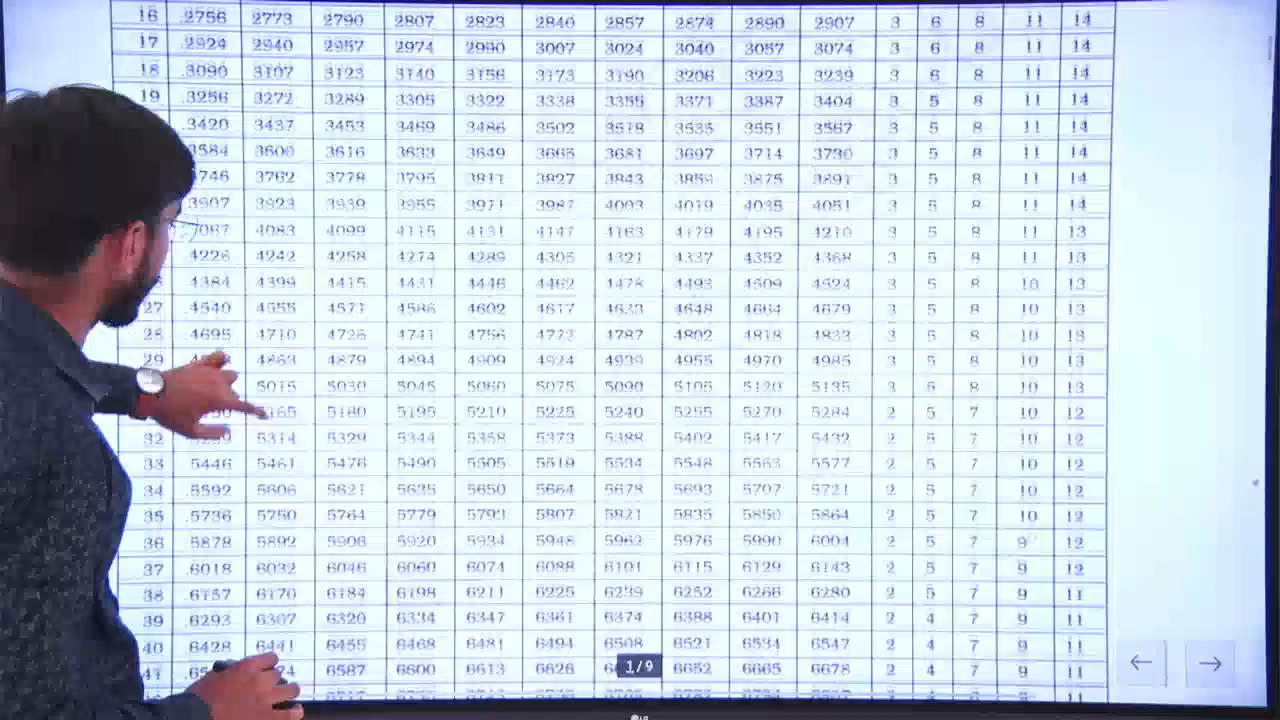 16 .2756 2773 2790 2807 2823 2840 2857 2874 2890 2907 3 6 8 11 14
17 .2924 2940 2957 2974 2990 3007 3024 3040 3057 3074 3 6 8 11 14
18 .3090 3107 3123 3140 3156 3173 3190 3206 3223 3239 3 6 8 11 14
19 .3256 3272 3289 3305 3322 3338 3355 3371 3387 3404 3 5 8 11 14
.3420 3437 3453 3469 3486 3502 3518 3535 3551 3567 3 5 8 11 14
3584 3600 3616 3633 3649 3665 3681 3697 3714 3730 3 5 8 11 14
3746 3762 3778 3795 3811 3827 3843 3859 3875 3891 3 5 8 11 14
3907 3923 3939 3955 3971 3987 4003 4019 4035 4051 3 5 8 11 14
4083 4099 4115 4131 4147 4163 4179 4195 4210 3 5 8 11 13
4226 4242 4258 4274 4289 4305 4321 4337 4352 4368 3 5 8 11 13
4384 4399 4415 4431 4446 4462 4478 4493 4509 4524 3 5 8 10 13
27 .4540 4555 4571 4586 4602 4617 4633 4648 4664 4679 3 5 8 10 13
28 4695 4710 4726 4741 4756 4772 4787 4802 4818 4833 3 5 8 10 13
29 4863 4879 4894 4909 4924 4939 4955 4970 4985 3 5 8 10 13
5015 5030 5045 5060 5075 5090 5105 5120 5135 3 5 8 10 13
5180 5195 5210 5225 5240 5255 5270 5284 2 5 7 10 12
32 5314 5329 5344 5358 5373 5388 5402 5417 5432 2 5 7 10 12
33 5446 5461 5476 5490 5505 5519 5534 5548 5563 5577 2 5 7 10 12
34 .5592 5606 5621 5635 5650 5664 5678 5693 5707 5721 2 5 7 10 12
35 .5736 5750 5764 5779 5793 5807 5821 5835 5850 5864 2 5 7 10 12
36 5878 5892 5906 5920 5934 5948 5962 5976 5990 6004 2 5 7 9 12
37 .6018 6032 6046 6060 6074 6088 6101 6115 6129 6143 2 5 7 9 12
38 .6157 6170 6184 6198 6211 6225 6239 6252 6266 6280 2 5 7 9 11
39 .6293 6307 6320 6334 6347 6361 6374 6388 6401 6414 2 4 7 9 11
40 6428 6441 6455 6468 6481 6494 6508 6521 6534 6547 2 4 7 9 11
41 6587 6600 6613 6626 6652 6665 6678 2 4 7 9 11
1/9
LG